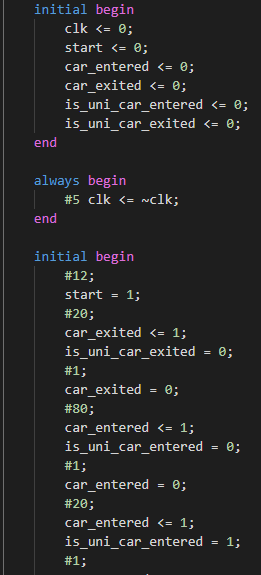 initial begin
clk <= 0;
start <= 0;
car_entered <= 0;
car_exited <= 0;
is_uni_car_entered <= 0;
is_uni_car_exited <= 0;
end
always begin
#5 clk <= ~clk;
end
initial begin
#12;
start = 1;
#20;
car_exited <= 1;
is_uni_car_exited = 0;
#1;
car_exited = 0;
#80;
car_entered <= 1;
is_uni_car_entered = 0;
#1;
car_entered = 0;
#20;
car_entered <= 1;
is_uni_car_entered = 1;
#1;